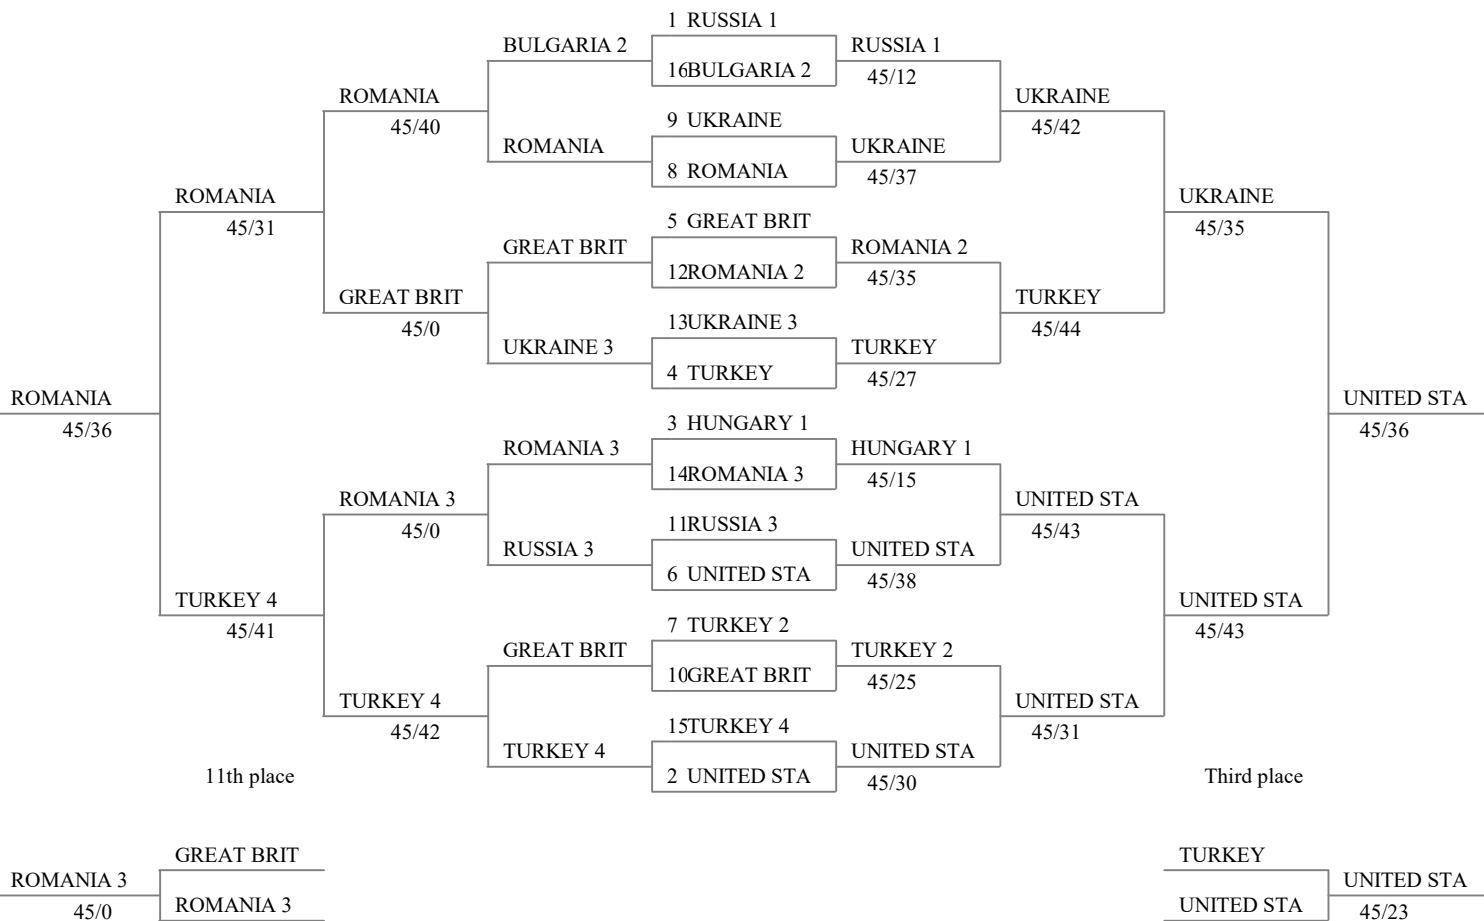 1 RUSSIA 1
BULGARIA 2
RUSSIA 1
16BULGARIA 2
45/12
ROMANIA
UKRAINE
9 UKRAINE
45/40
45/42
ROMANIA
UKRAINE
8 ROMANIA
45/37
ROMANIA
UKRAINE
5 GREAT BRIT
45/31
45/35
GREAT BRIT
ROMANIA 2
12ROMANIA 2
45/35
GREAT BRIT
TURKEY
13UKRAINE 3
45/0
45/44
UKRAINE 3
TURKEY
4 TURKEY
45/27
ROMANIA
UNITED STA
3 HUNGARY 1
45/36
45/36
ROMANIA 3
HUNGARY 1
14ROMANIA 3
45/15
ROMANIA 3
UNITED STA
11RUSSIA 3
45/0
45/43
RUSSIA 3
UNITED STA
6 UNITED STA
45/38
TURKEY 4
UNITED STA
7 TURKEY 2
45/41
45/43
GREAT BRIT
TURKEY 2
10GREAT BRIT
45/25
TURKEY 4
UNITED STA
15TURKEY 4
45/42
45/31
TURKEY 4
UNITED STA
11th place
2 UNITED STA
45/30
Third place
GREAT BRIT
TURKEY
ROMANIA 3
UNITED STA
45/0
ROMANIA 3
UNITED STA
45/23